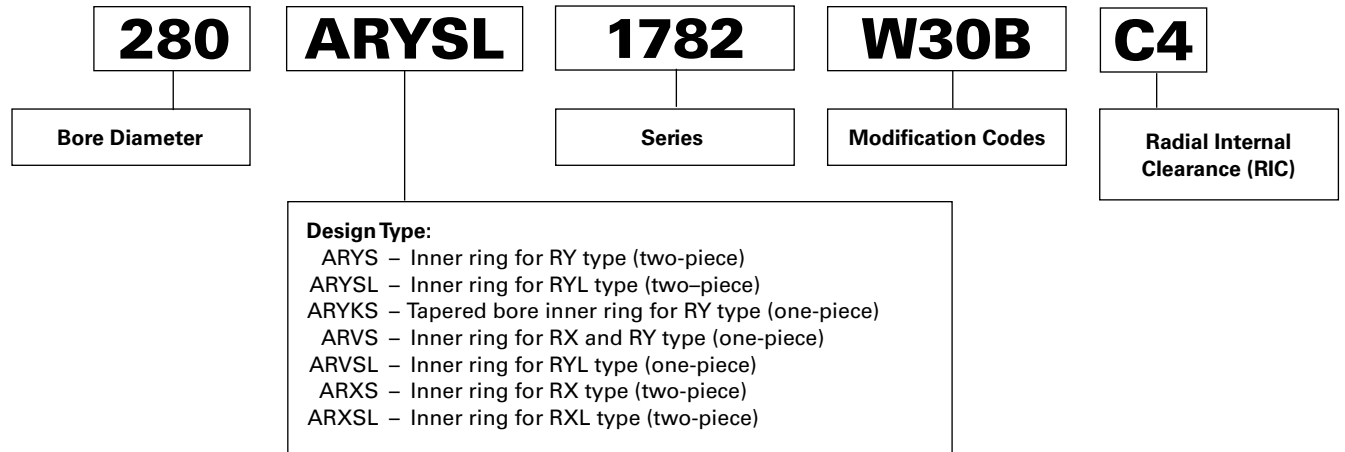 280 ARYSL 1782 W30B C4
Bore Diameter
Series
Modification Codes
Radial Internal
Clearance (RIC)
Design Type:
ARYS – Inner ring for RY type (two-piece)
ARYSL – Inner ring for RYL type (two–piece)
ARYKS – Tapered bore inner ring for RY type (one-piece)
ARVS – Inner ring for RX and RY type (one-piece)
ARVSL – Inner ring for RYL type (one-piece)
ARXS – Inner ring for RX type (two-piece)
ARXSL – Inner ring for RXL type (two-piece)